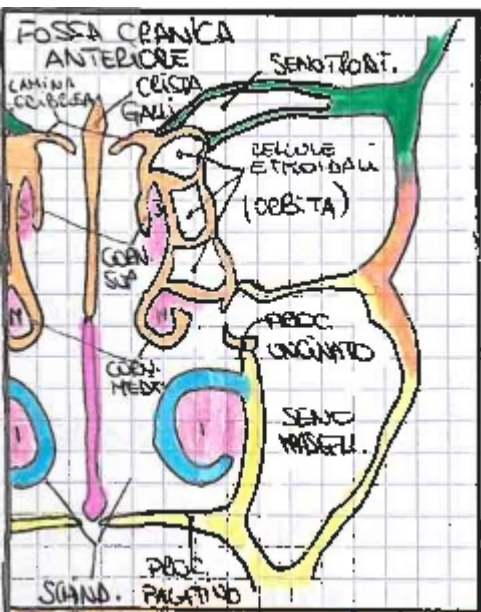 FOSSA CRANICA
ANTERIORE
LAMINA
CRIBROSA
CRISTA
GALLI
SENO FRONT.
CELLULE
ETMOIDALI
(ORBITA)
S
CORN.
SUP
M
M
CORN.
MEDIO
PROC.
UNCINATO
SENO
MASCELL.
I
I
PROC.
PALATINO